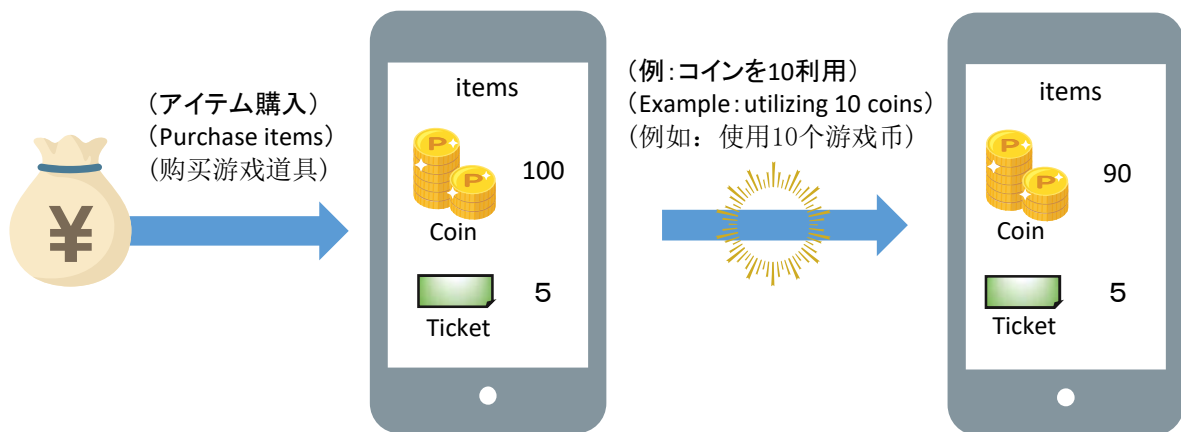 ¥
（アイテム購入）
（Purchase items）
（购买游戏道具）
items
P
P
100
Coin
5
Ticket
（例：コインを10利用）
（Example：utilizing 10 coins）
（例如：使用10个游戏币）
items
P
P
90
Coin
5
Ticket